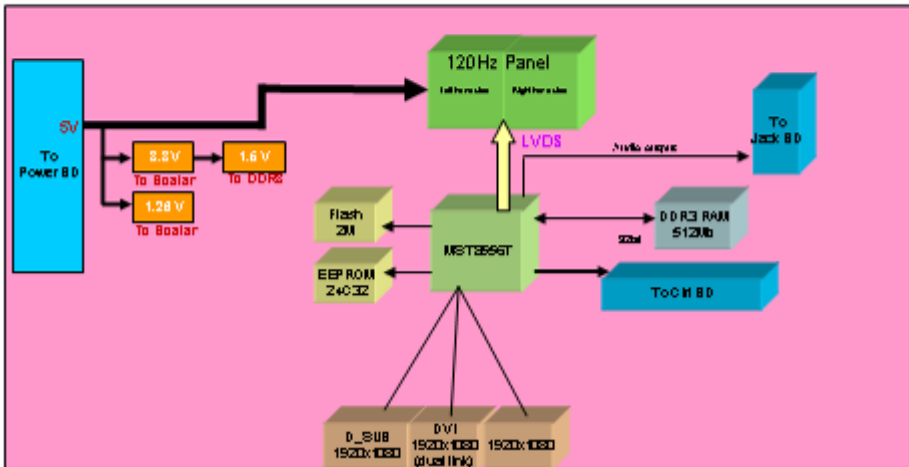 120Hz Panel
5V
To
Power BD
3.3V
1.5 V
To Scalar
To DDR3
1.26 V
To Scalar
LVDS
Audio output
To
Jack BD
Flash
2M
EEPROM
24C32
DDR3 RAM
512Mb
To Ctrl BD
D_SUB
1920x1080
DVI
1920x1080
(dual link)
1920x1080